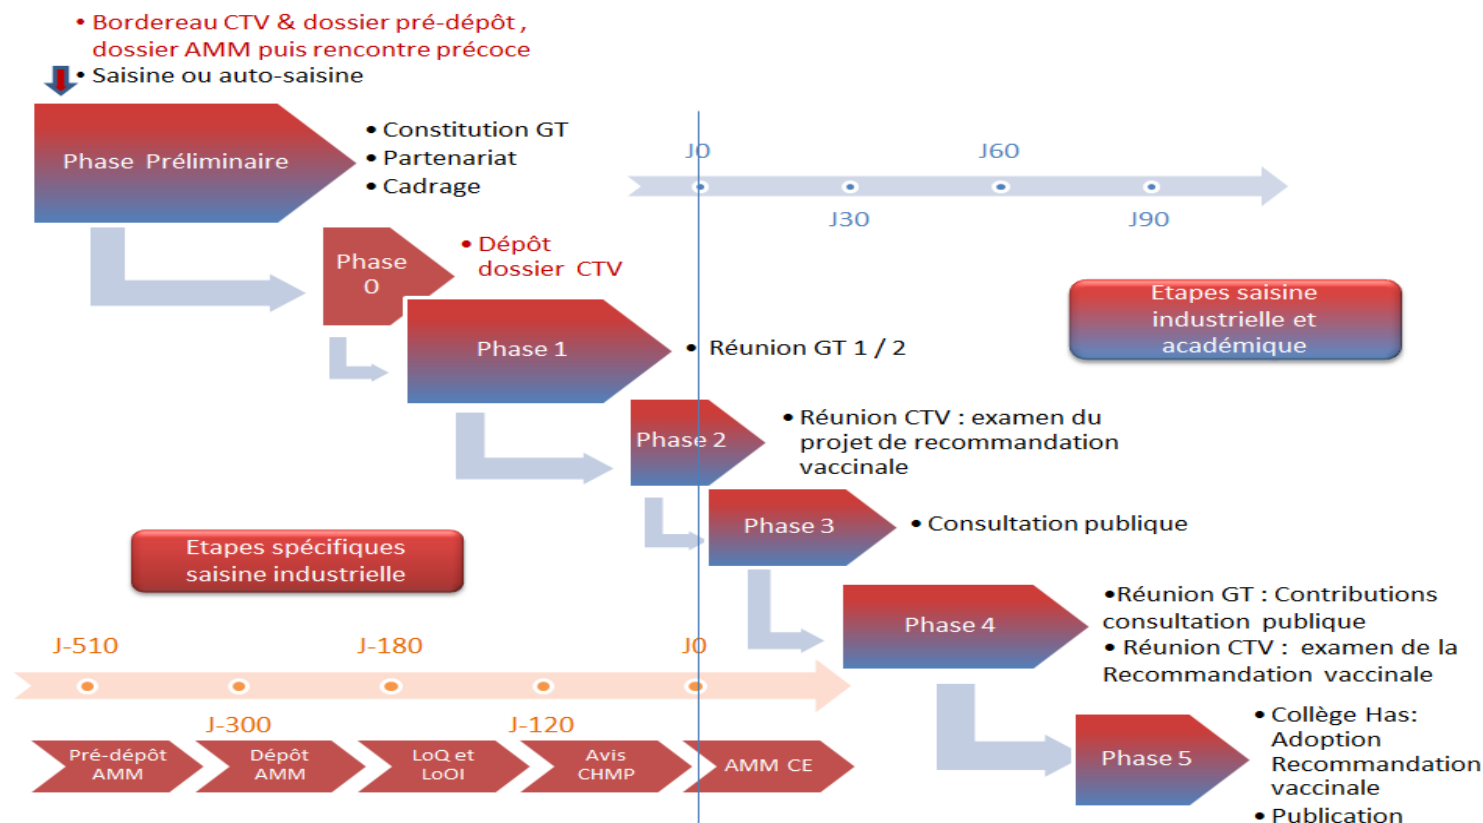 • Bordereau CTV & dossier pré-dépôt ,
dossier AMM puis rencontre précoce
• Saisine ou auto-saisine
Phase Préliminaire
• Constitution GT
• Partenariat
• Cadrage
J0
J60
J30
J90
Phase
0
• Dépôt
dossier CTV
Etapes saisine
industrielle et
académique
Phase 1
• Réunion GT 1 / 2
Phase 2
• Réunion CTV : examen du
projet de recommandation
vaccinale
Phase 3
• Consultation publique
Etapes spécifiques
saisine industrielle
Phase 4
•Réunion GT : Contributions
consultation publique
• Réunion CTV : examen de la
Recommandation vaccinale
J-510
J-180
J0
J-300
J-120
Pré-dépôt
AMM
Dépôt
AMM
LoQ et
LoOI
Avis
CHMP
AMM CE
Phase 5
• Collège Has:
Adoption
Recommandation
vaccinale
• Publication